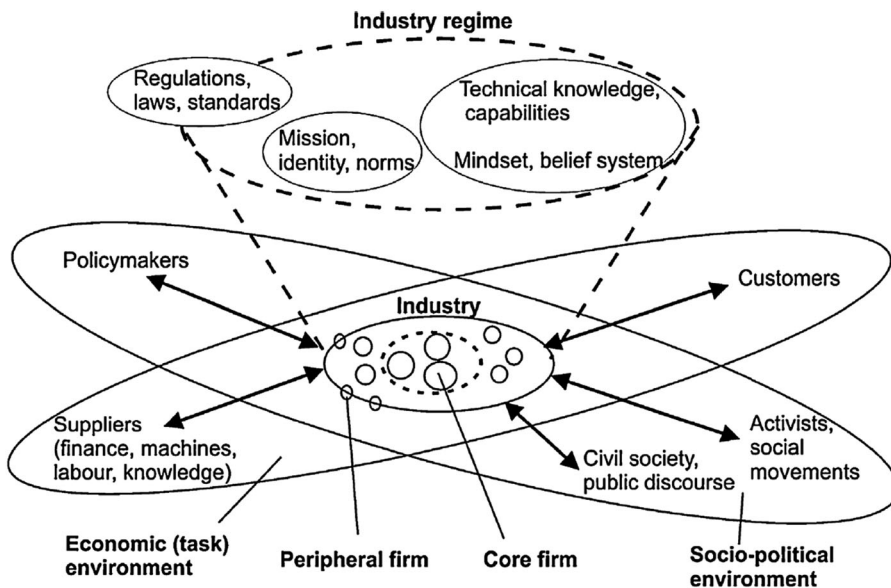 Industry regime
Regulations,
laws, standards
Technical knowledge,
capabilities
Mission,
identity, norms
Mindset, belief system
Policymakers
Customers
Industry
Suppliers
(finance, machines,
labour, knowledge)
Activists,
social
movements
Civil society,
public discourse
Economic (task)
environment
Peripheral firm
Core firm
Socio-political
environment